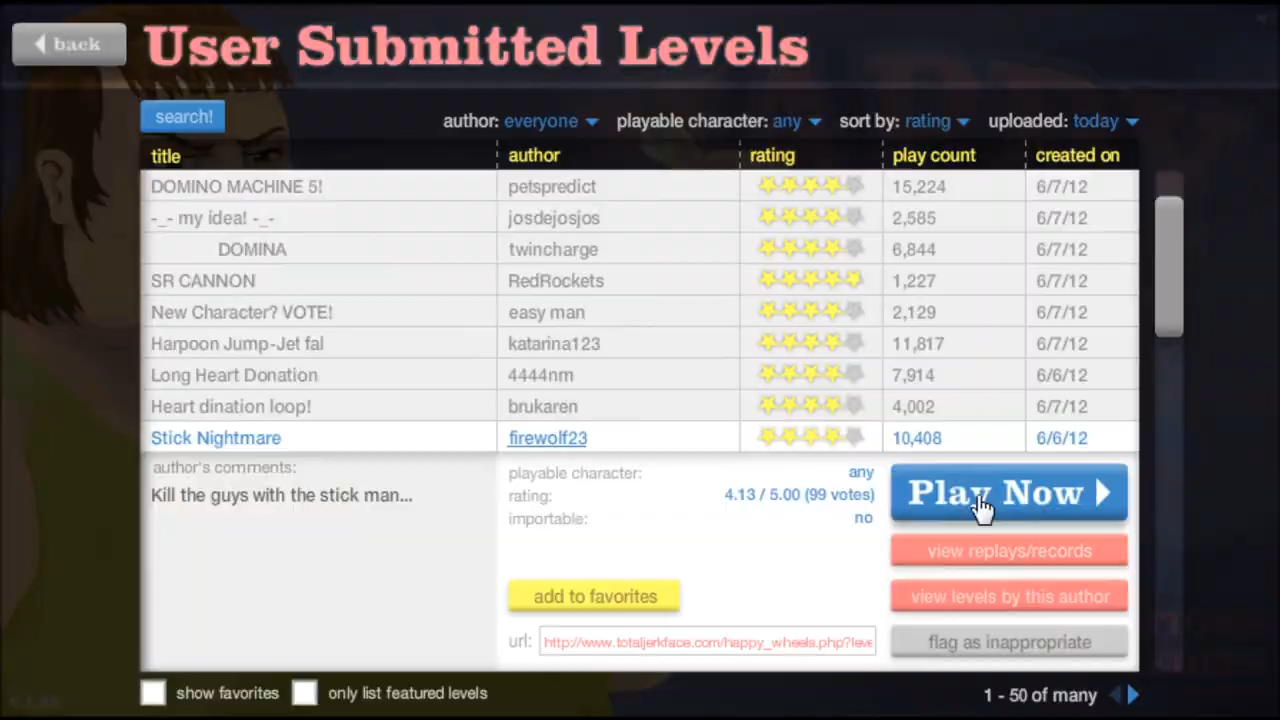 back
User Submitted Levels
search!
author: everyone playable character: any sort by: rating uploaded: today
title author rating play count created on
DOMINO MACHINE 5! petspredict 15,224 6/7/12
-_- my idea! -_- josdejosjos 2,585 6/7/12
DOMINA twincharge 6,844 6/7/12
SR CANNON RedRockets 1,227 6/7/12
New Character? VOTE! easy man 2,129 6/7/12
Harpoon Jump-Jet fal katarina123 11,817 6/7/12
Long Heart Donation 4444nm 7,914 6/6/12
Heart dination loop! brukaren 4,002 6/7/12
Stick Nightmare firewolf23 10,408 6/6/12
author's comments:
Kill the guys with the stick man...
playable character: any
rating: 4.13 / 5.00 (99 votes)
importable: no
add to favorites
url: http://www.totaljerkface.com/happy_wheels.php?leve
Play Now
view replays/records
view levels by this author
flag as inappropriate
show favorites only list featured levels
1 - 50 of many